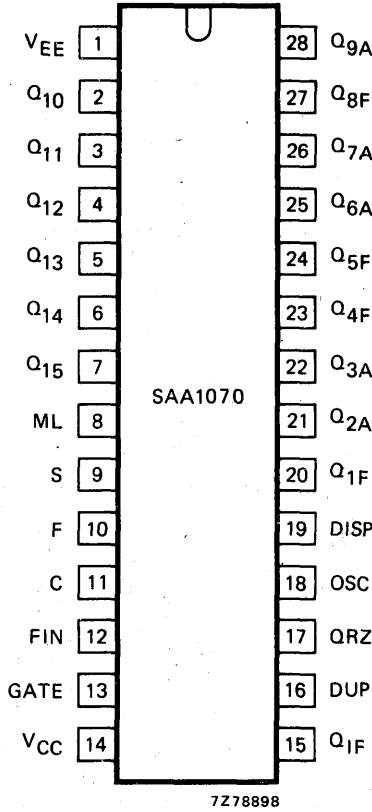 VEE 1 28 Q9A
Q10 2 27 Q8F
Q11 3 26 Q7A
Q12 4 25 Q6A
Q13 5 24 Q5F
Q14 6 23 Q4F
Q15 7 22 Q3A
SAA1070
ML 8 21 Q2A
S 9 20 Q1F
F 10 19 DISP
C 11 18 OSC
FIN 12 17 QRZ
GATE 13 16 DUP
VCC 14 15 QIF
7Z78898